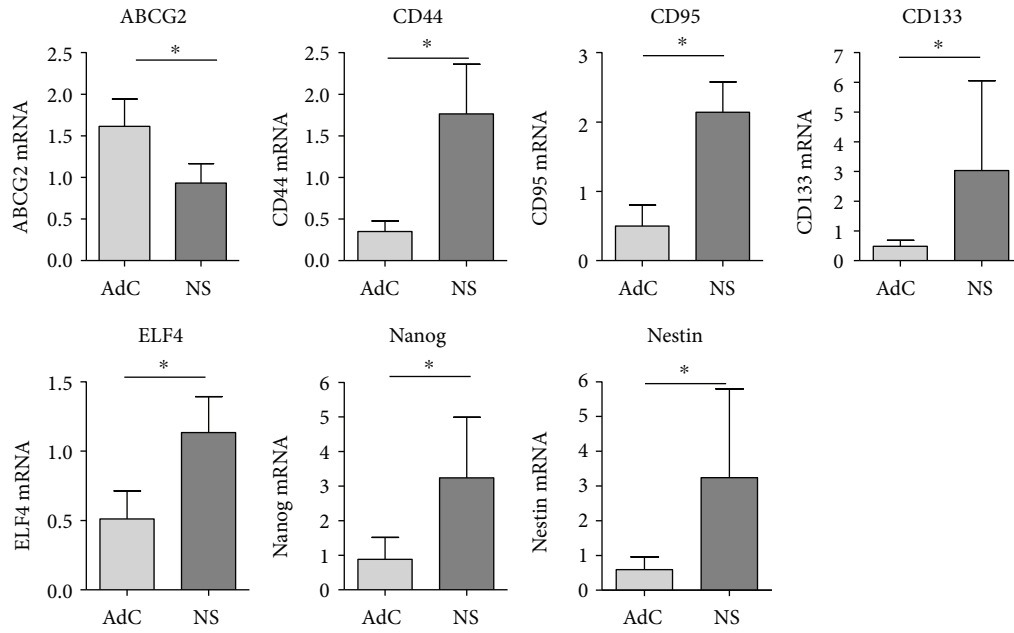 ABCG2
CD44
CD95
CD133
*
*
*
*
ABCG2 mRNA
2.5
2.0
1.5
1.0
0.5
0.0
AdC NS
CD44 mRNA
2.5
2.0
1.5
1.0
0.5
0.0
AdC NS
CD95 mRNA
3
2
1
0
AdC NS
CD133 mRNA
7
6
5
4
3
2
1
0
AdC NS
ELF4
Nanog
Nestin
*
*
*
ELF4 mRNA
1.5
1.0
0.5
0.0
AdC NS
Nanog mRNA
6
5
4
3
2
1
0
AdC NS
Nestin mRNA
6
5
4
3
2
1
0
AdC NS